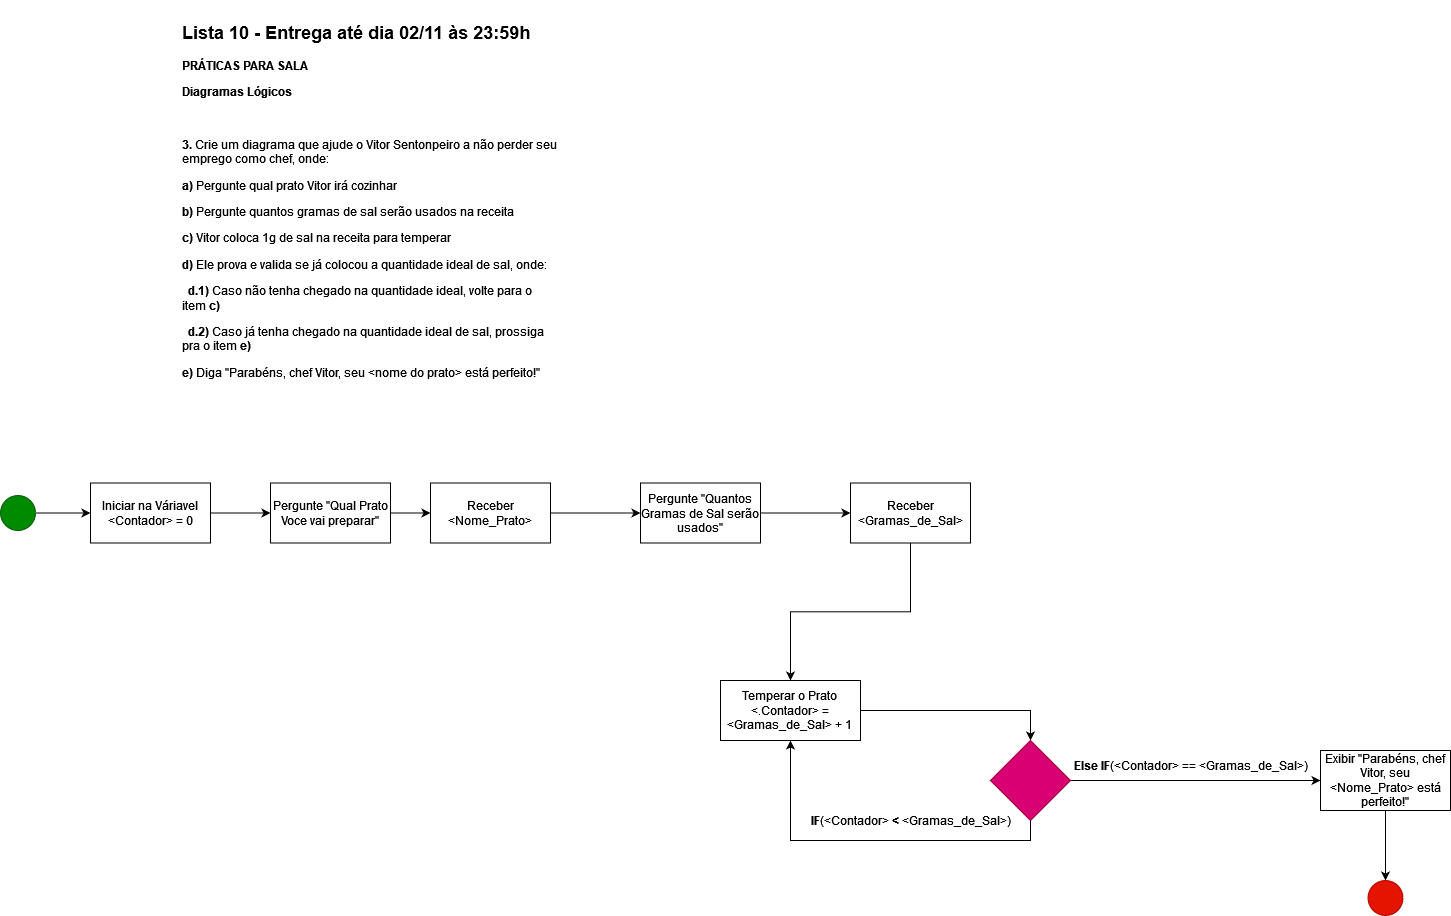 Lista 10 - Entrega até dia 02/11 às 23:59h
PRÁTICAS PARA SALA
Diagramas Lógicos
3. Crie um diagrama que ajude o Vitor Sentonpeiro a não perder seu
emprego como chef, onde:
a) Pergunte qual prato Vitor irá cozinhar
b) Pergunte quantos gramas de sal serão usados na receita
c) Vitor coloca 1g de sal na receita para temperar
d) Ele prova e valida se já colocou a quantidade ideal de sal, onde:
d.1) Caso não tenha chegado na quantidade ideal, volte para o
item c)
d.2) Caso já tenha chegado na quantidade ideal de sal, prossiga
pra o item e)
e) Diga "Parabéns, chef Vitor, seu <nome do prato> está perfeito!"
Iniciar na Váriavel
<Contador> = 0
Pergunte "Qual Prato
Voce vai preparar"
Receber
<Nome_Prato>
Pergunte "Quantos
Gramas de Sal serão
usados"
Receber
<Gramas_de_Sal>
Temperar o Prato
<.Contador> =
<Gramas_de_Sal> + 1
Else IF(<Contador> == <Gramas_de_Sal>)
IF(<Contador> < <Gramas_de_Sal>)
Exibir "Parabéns, chef
Vitor, seu
<Nome_Prato> está
perfeito!"